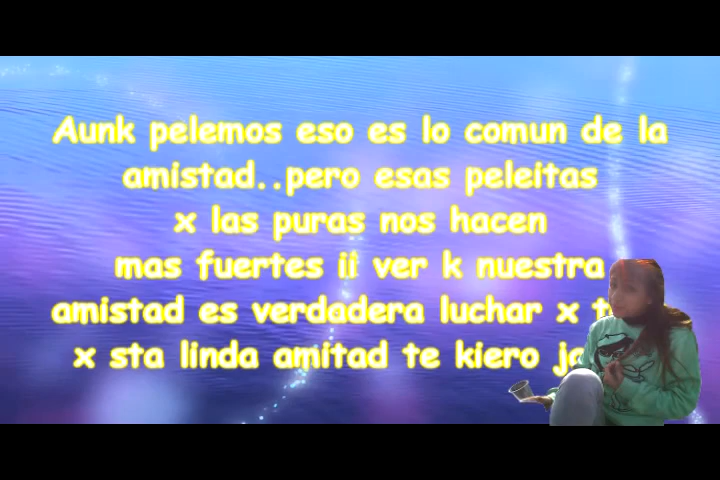 Aunk pelemos eso es lo comun de la
amistad..pero esas peleitas
x las puras nos hacen
mas fuertes ii ver k nuestra
amistad es verdadera luchar x
x sta linda amitad te kiero